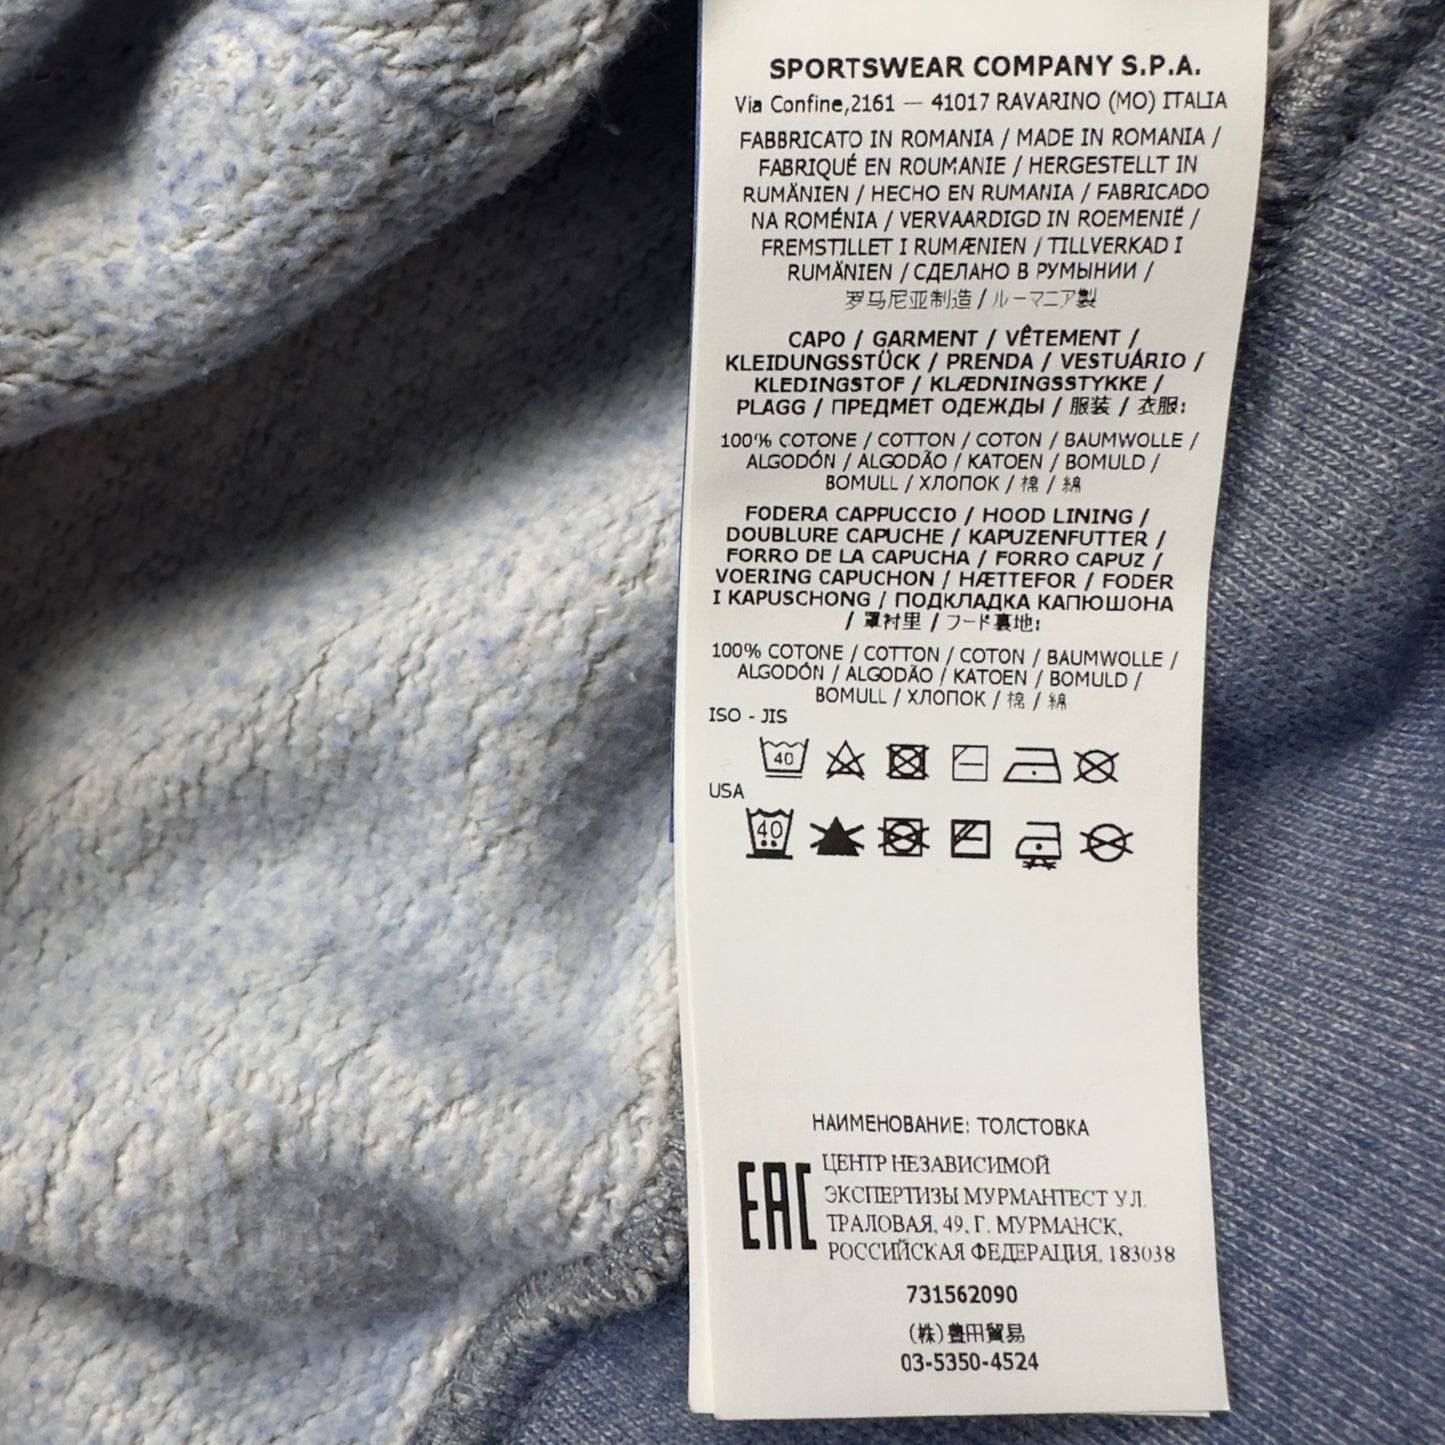 SPORTSWEAR COMPANY S.P.A.
Via Confine,2161 — 41017 RAVARINO (MO) ITALIA
FABBRICATO IN ROMANIA / MADE IN ROMANIA /
FABRIQUÉ EN ROUMANIE / HERGESTELLT IN
RUMÄNIEN / HECHO EN RUMANIA / FABRICADO
NA ROMÉNIA / VERVAARDIGD IN ROEMENIË /
FREMSTILLET I RUMÆNIEN / TILLVERKAD I
RUMÄNIEN / СДЕЛАНО В РУМЫНИИ /
罗马尼亚制造 / ルーマニア製
CAPO / GARMENT / VÊTEMENT /
KLEIDUNGSSTÜCK / PRENDA / VESTUÁRIO /
KLEDINGSTOF / KLÆDNINGSSTYKKE /
PLAGG / ПРЕДМЕТ ОДЕЖДЫ / 服装 / 衣服:
100% COTONE / COTTON / COTON / BAUMWOLLE /
ALGODÓN / ALGODÃO / KATOEN / BOMULD /
BOMULL / ХЛОПОК / 棉 / 綿
FODERA CAPPUCCIO / HOOD LINING /
DOUBLURE CAPUCHE / KAPUZENFUTTER /
FORRO DE LA CAPUCHA / FORRO CAPUZ /
VOERING CAPUCHON / HÆTTEFOR / FODER
I KAPUSCHONG / ПОДКЛАДКА КАПЮШОНА
/ 罩衬里 / フード裏地:
100% COTONE / COTTON / COTON / BAUMWOLLE /
ALGODÓN / ALGODÃO / KATOEN / BOMULD /
BOMULL / ХЛОПОК / 棉 / 綿
ISO - JIS
40
USA
40
НАИМЕНОВАНИЕ: ТОЛСТОВКА
EAC
ЦЕНТР НЕЗАВИСИМОЙ
ЭКСПЕРТИЗЫ МУРМАНТЕСТ УЛ.
ТРАЛОВАЯ, 49, Г. МУРМАНСК,
РОССИЙСКАЯ ФЕДЕРАЦИЯ, 183038
731562090
(株)豊田貿易
03-5350-4524